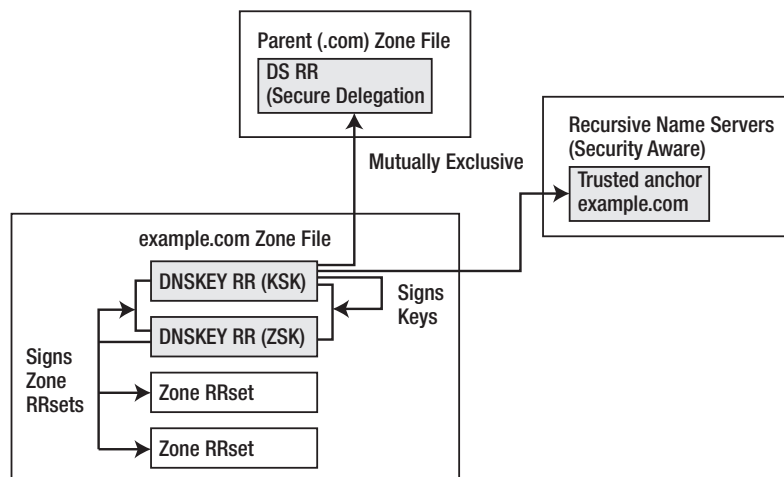 Parent (.com) Zone File
DS RR
(Secure Delegation
Mutually Exclusive
Recursive Name Servers
(Security Aware)
Trusted anchor
example.com
example.com Zone File
DNSKEY RR (KSK)
Signs
Keys
DNSKEY RR (ZSK)
Signs
Zone
RRsets
Zone RRset
Zone RRset